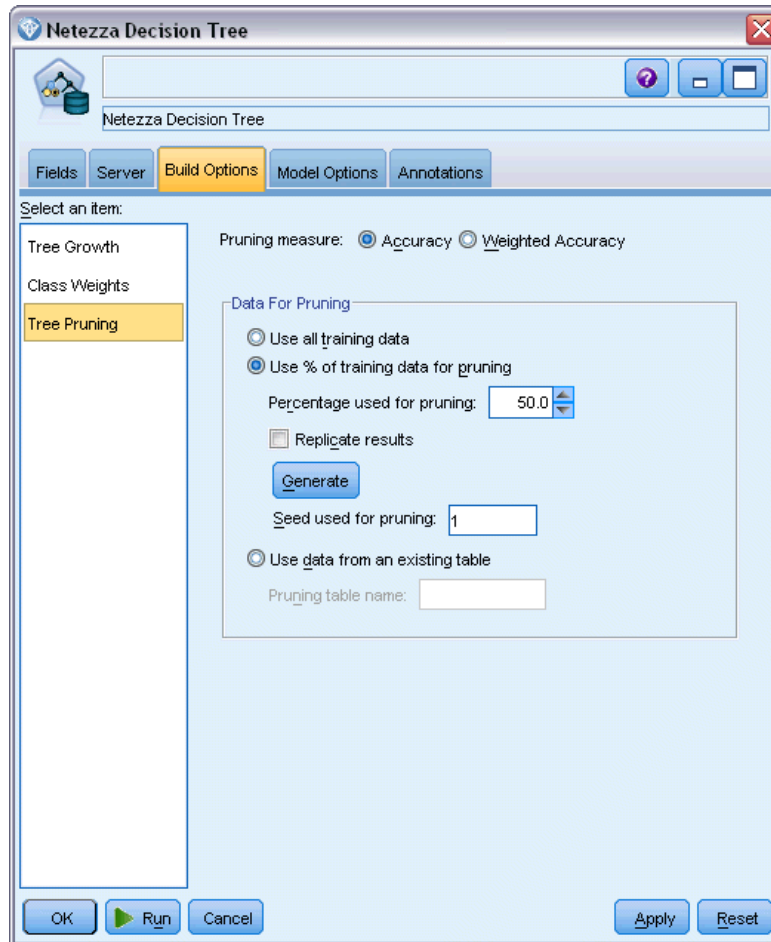 Netezza Decision Tree
Netezza Decision Tree
Fields Server Build Options Model Options Annotations
Select an item:
Tree Growth
Class Weights
Tree Pruning
Pruning measure: Accuracy Weighted Accuracy
Data For Pruning
Use all training data
Use % of training data for pruning
Percentage used for pruning: 50.0
Replicate results
Generate
Seed used for pruning: 1
Use data from an existing table
Pruning table name:
OK Run Cancel Apply Reset